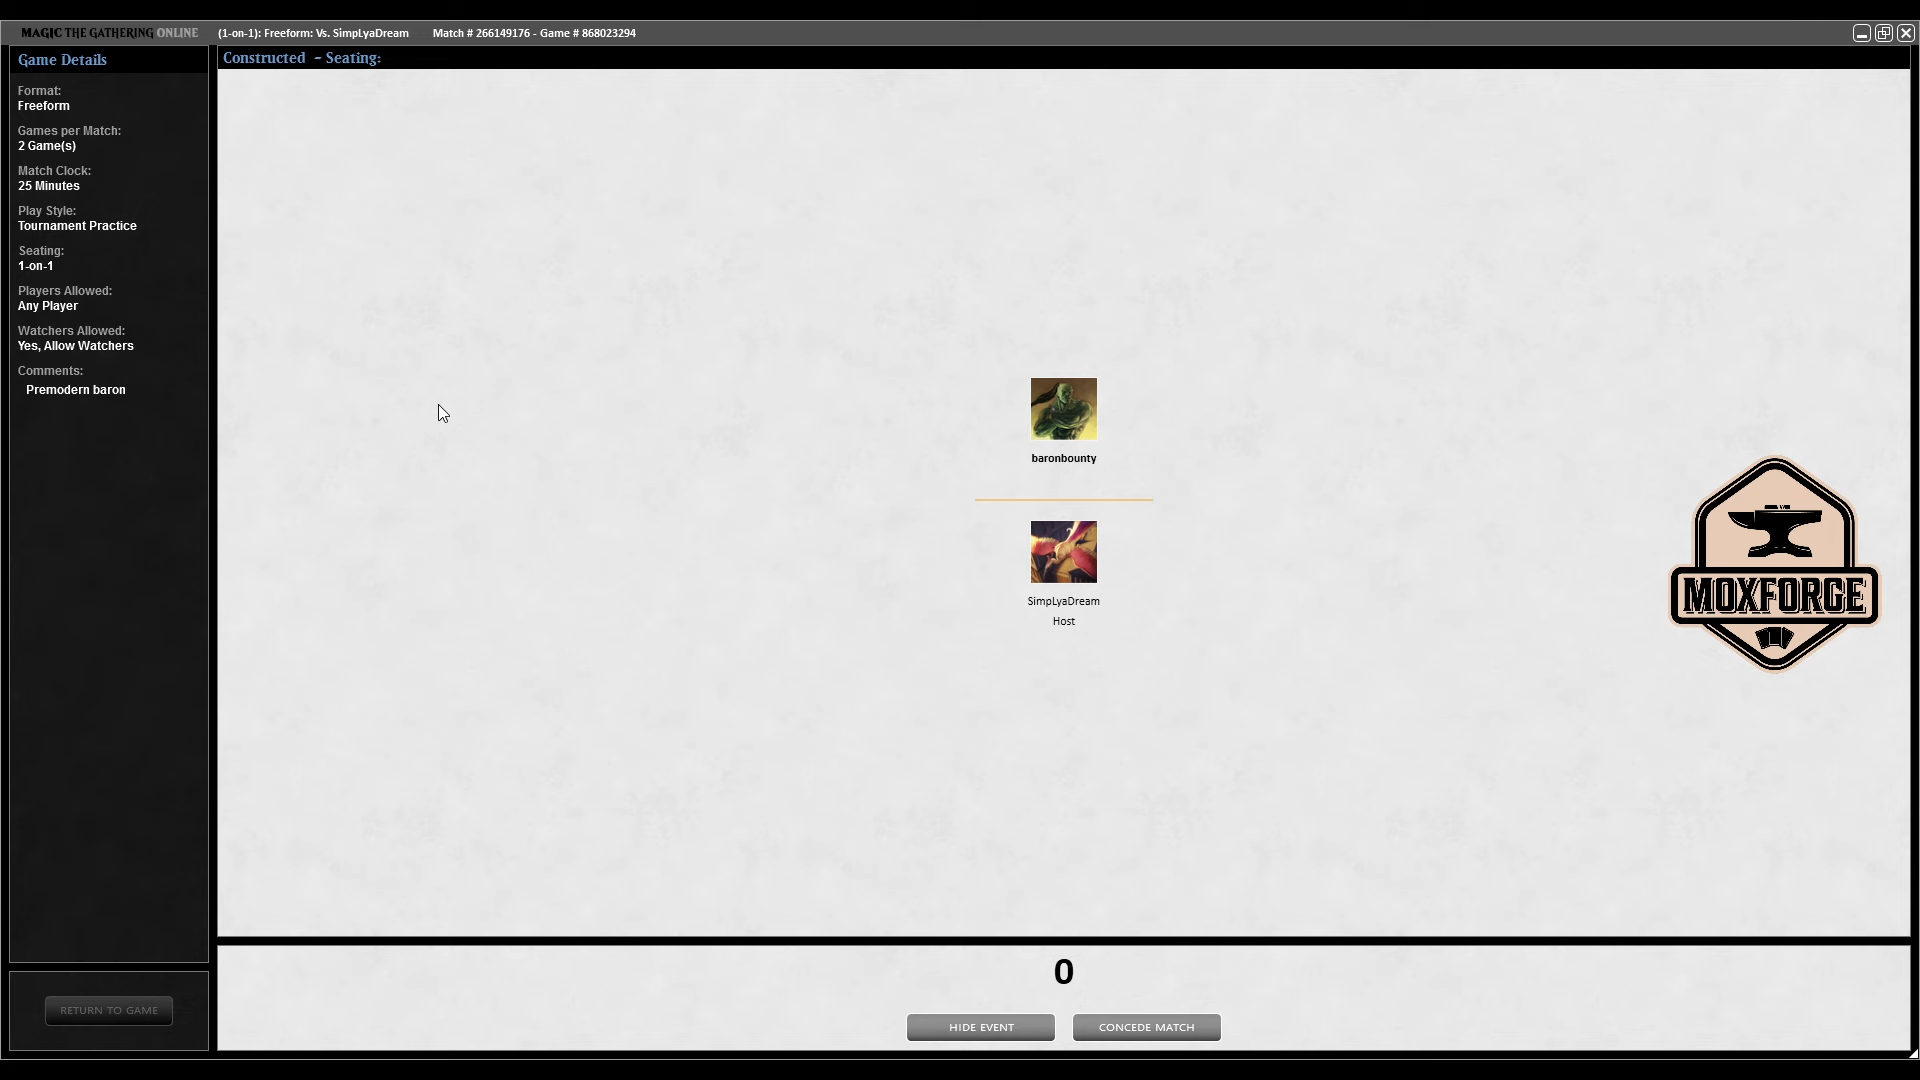 MAGIC THE GATHERING ONLINE
(1-on-1): Freeform: Vs. SimpLyaDream
Match # 266149176 - Game # 868023294
Game Details
Format:
Freeform
Games per Match:
2 Game(s)
Match Clock:
25 Minutes
Play Style:
Tournament Practice
Seating:
1-on-1
Players Allowed:
Any Player
Watchers Allowed:
Yes, Allow Watchers
Comments:
Premodern baron
RETURN TO GAME
Constructed - Seating:
baronbounty
SimpLyaDream
Host
MOXFORGE
0
HIDE EVENT
CONCEDE MATCH